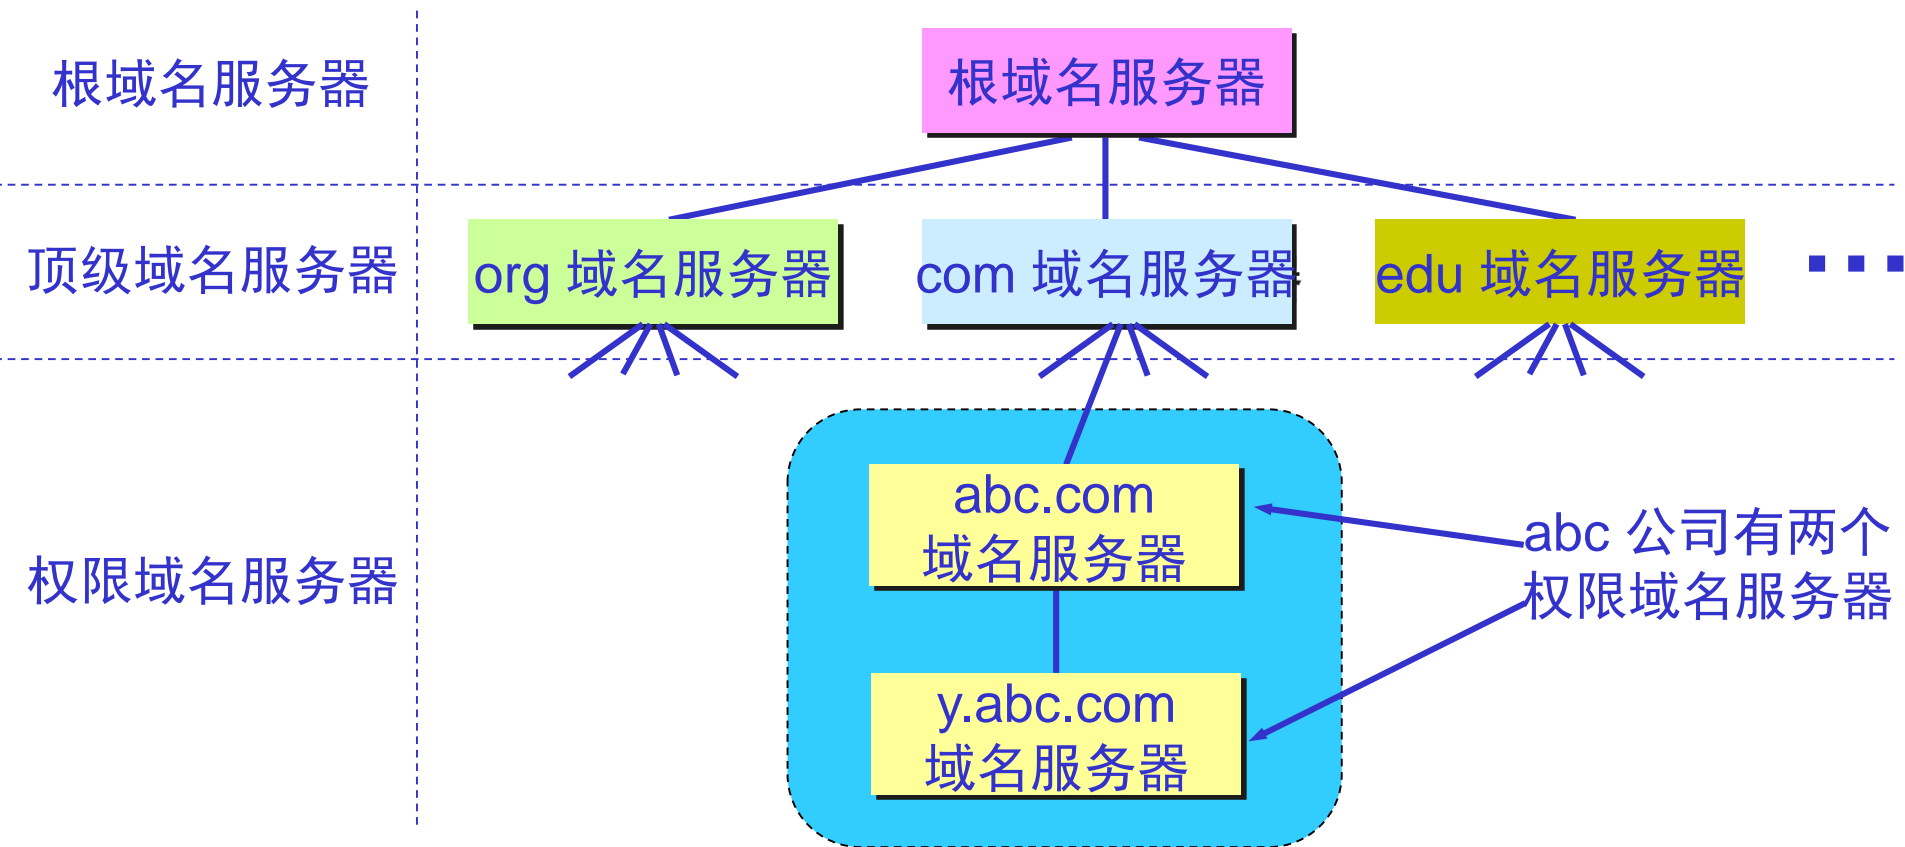 根域名服务器
根域名服务器
顶级域名服务器
org 域名服务器
com 域名服务器
edu 域名服务器
…
abc.com
域名服务器
权限域名服务器
abc 公司有两个
权限域名服务器
y.abc.com
域名服务器